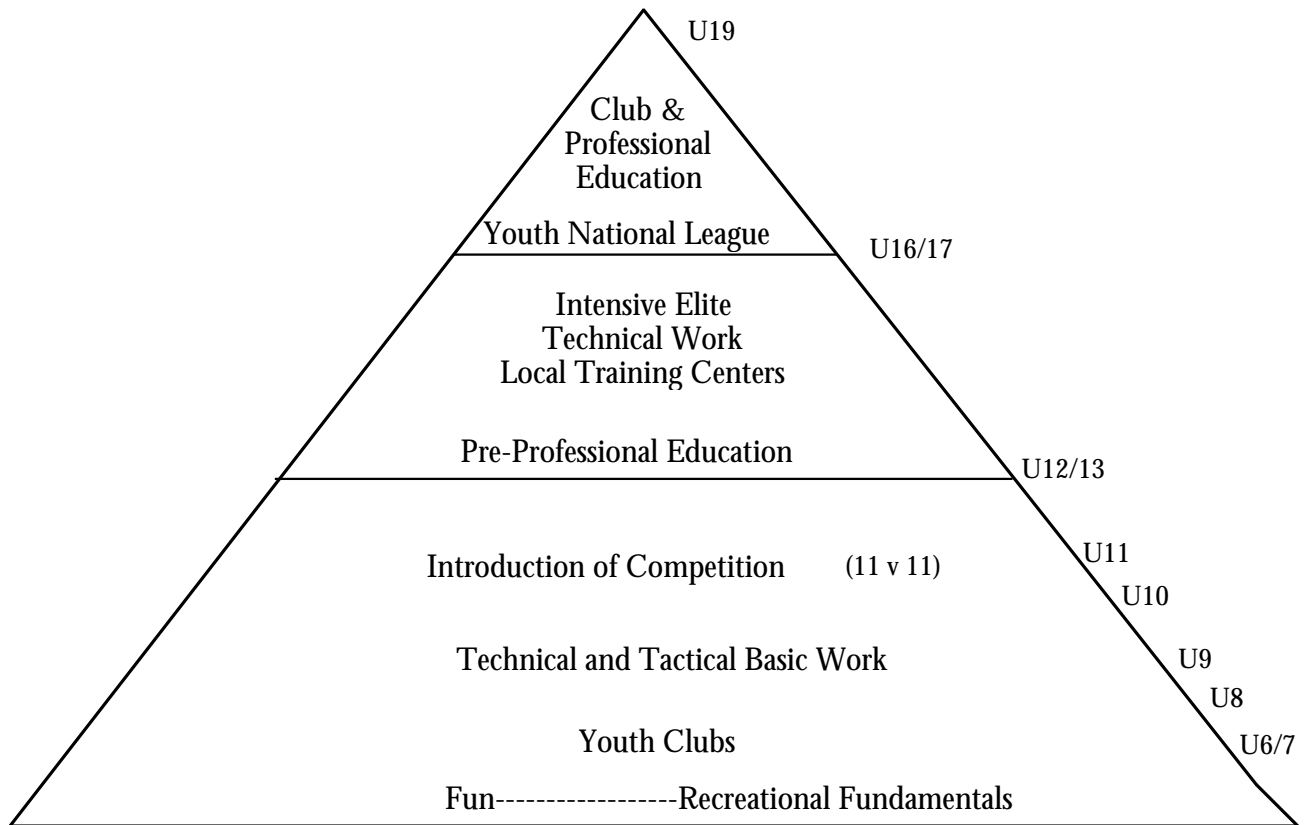 U19
Club &
Professional
Education
Youth National League
U16/17
Intensive Elite
Technical Work
Local Training Centers
Pre-Professional Education
U12/13
U11
Introduction of Competition (11 v 11)
U10
Technical and Tactical Basic Work
U9
U8
Youth Clubs
U6/7
Fun------------------Recreational Fundamentals